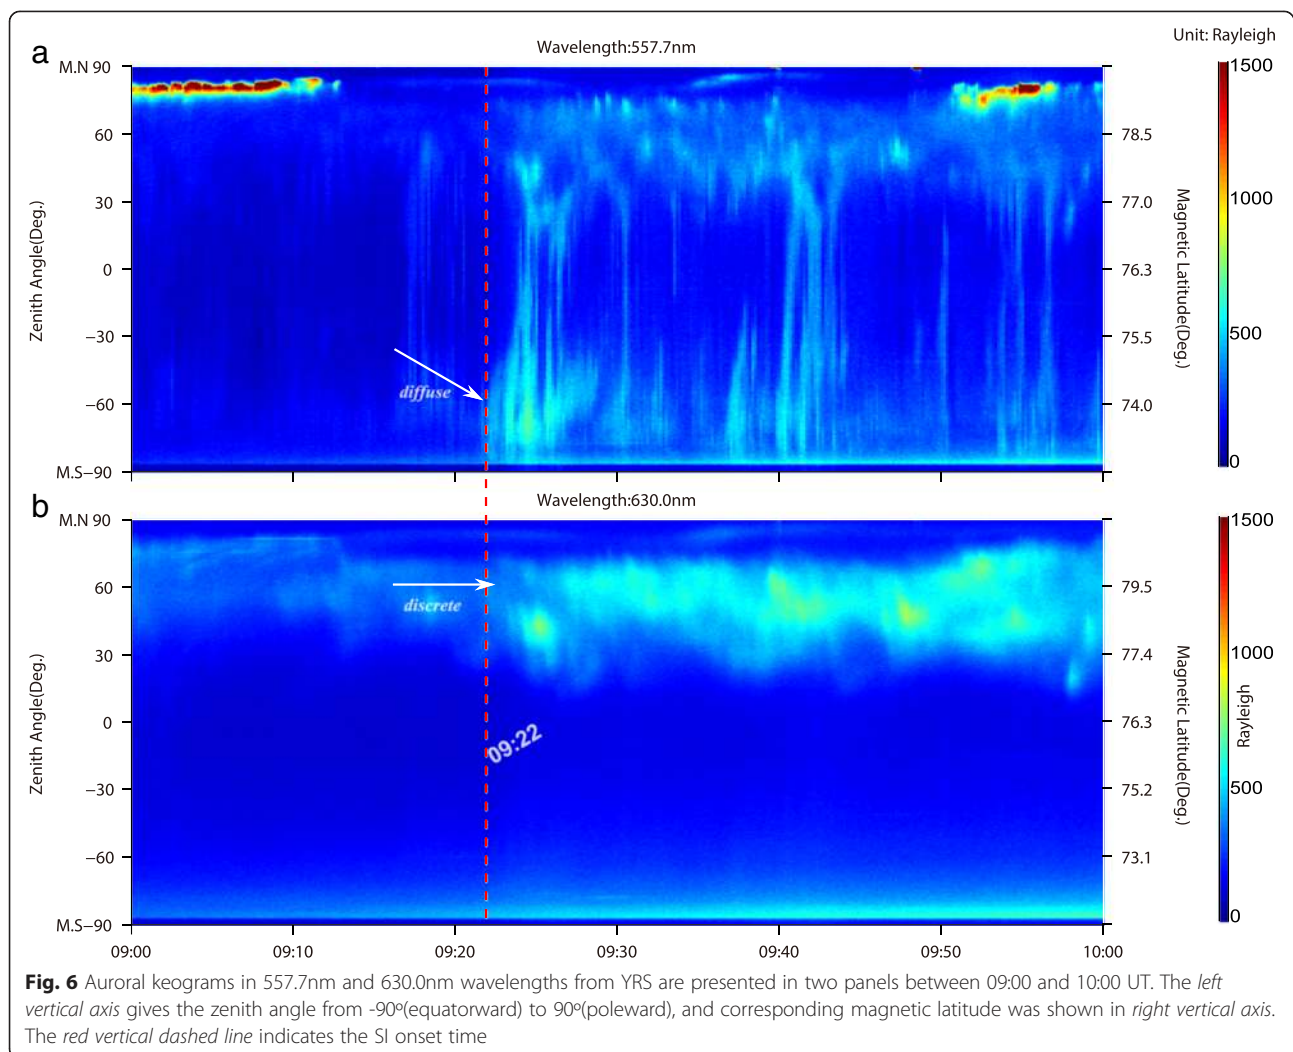 a
Wavelength:557.7nm
Unit: Rayleigh
M.N 90
60
30
0
−30
−60
M.S−90
Zenith Angle(Deg.)
diffuse
78.5
77.0
76.3
75.5
74.0
Magnetic Latitude(Deg.)
1500
1000
500
0
b
Wavelength:630.0nm
M.N 90
60
30
0
−30
−60
M.S−90
Zenith Angle(Deg.)
discrete
09:22
79.5
77.4
76.3
75.2
73.1
Magnetic Latitude(Deg.)
1500
1000
500
0
Rayleigh
09:00 09:10 09:20 09:30 09:40 09:50 10:00
Fig. 6 Auroral keograms in 557.7nm and 630.0nm wavelengths from YRS are presented in two panels between 09:00 and 10:00 UT. The left
vertical axis gives the zenith angle from -90º(equatorward) to 90º(poleward), and corresponding magnetic latitude was shown in right vertical axis.
The red vertical dashed line indicates the SI onset time